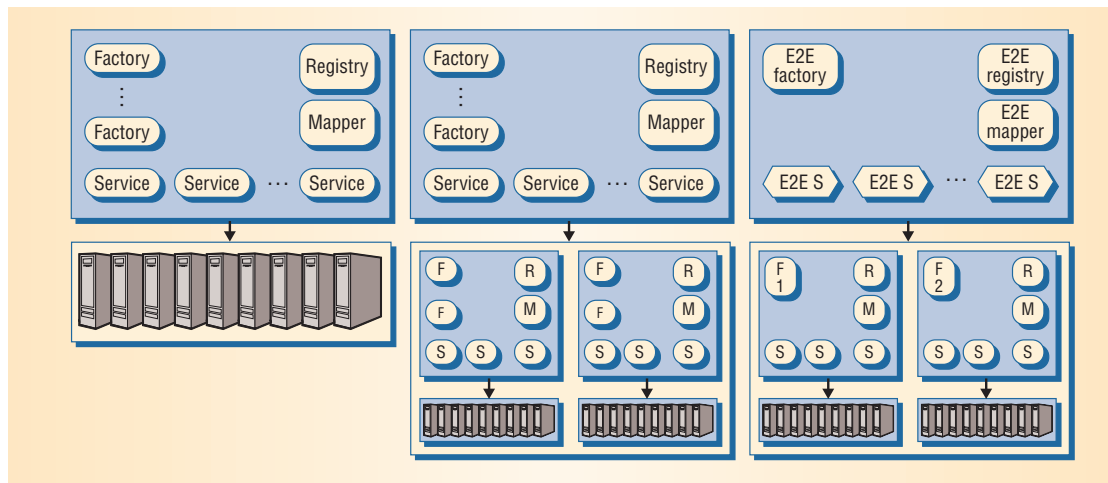 Factory
Registry
⋮
Mapper
Factory
Service Service ... Service
Factory
Registry
⋮
Mapper
Factory
Service Service ... Service
E2E
factory
E2E
registry
E2E
mapper
E2E S E2E S ... E2E S
F R
F M
S S S
F R
F M
S S S
F
1
R
M
S S S
F
2
R
M
S S S